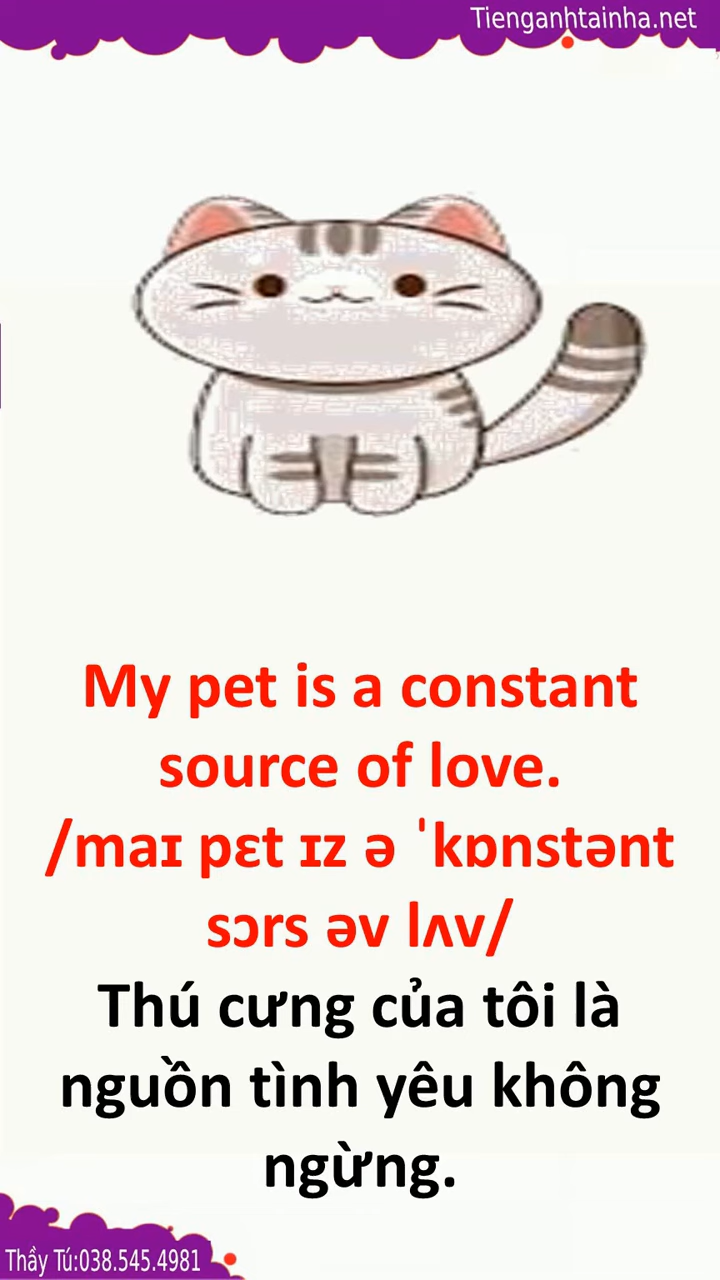 Tienganhtainha.net
My pet is a constant
source of love.
/maɪ pɛt ɪz ə ˈkɒnstənt
sɔrs əv lʌv/
Thú cưng của tôi là
nguồn tình yêu không
ngừng.
Thầy Tú:038.545.4981